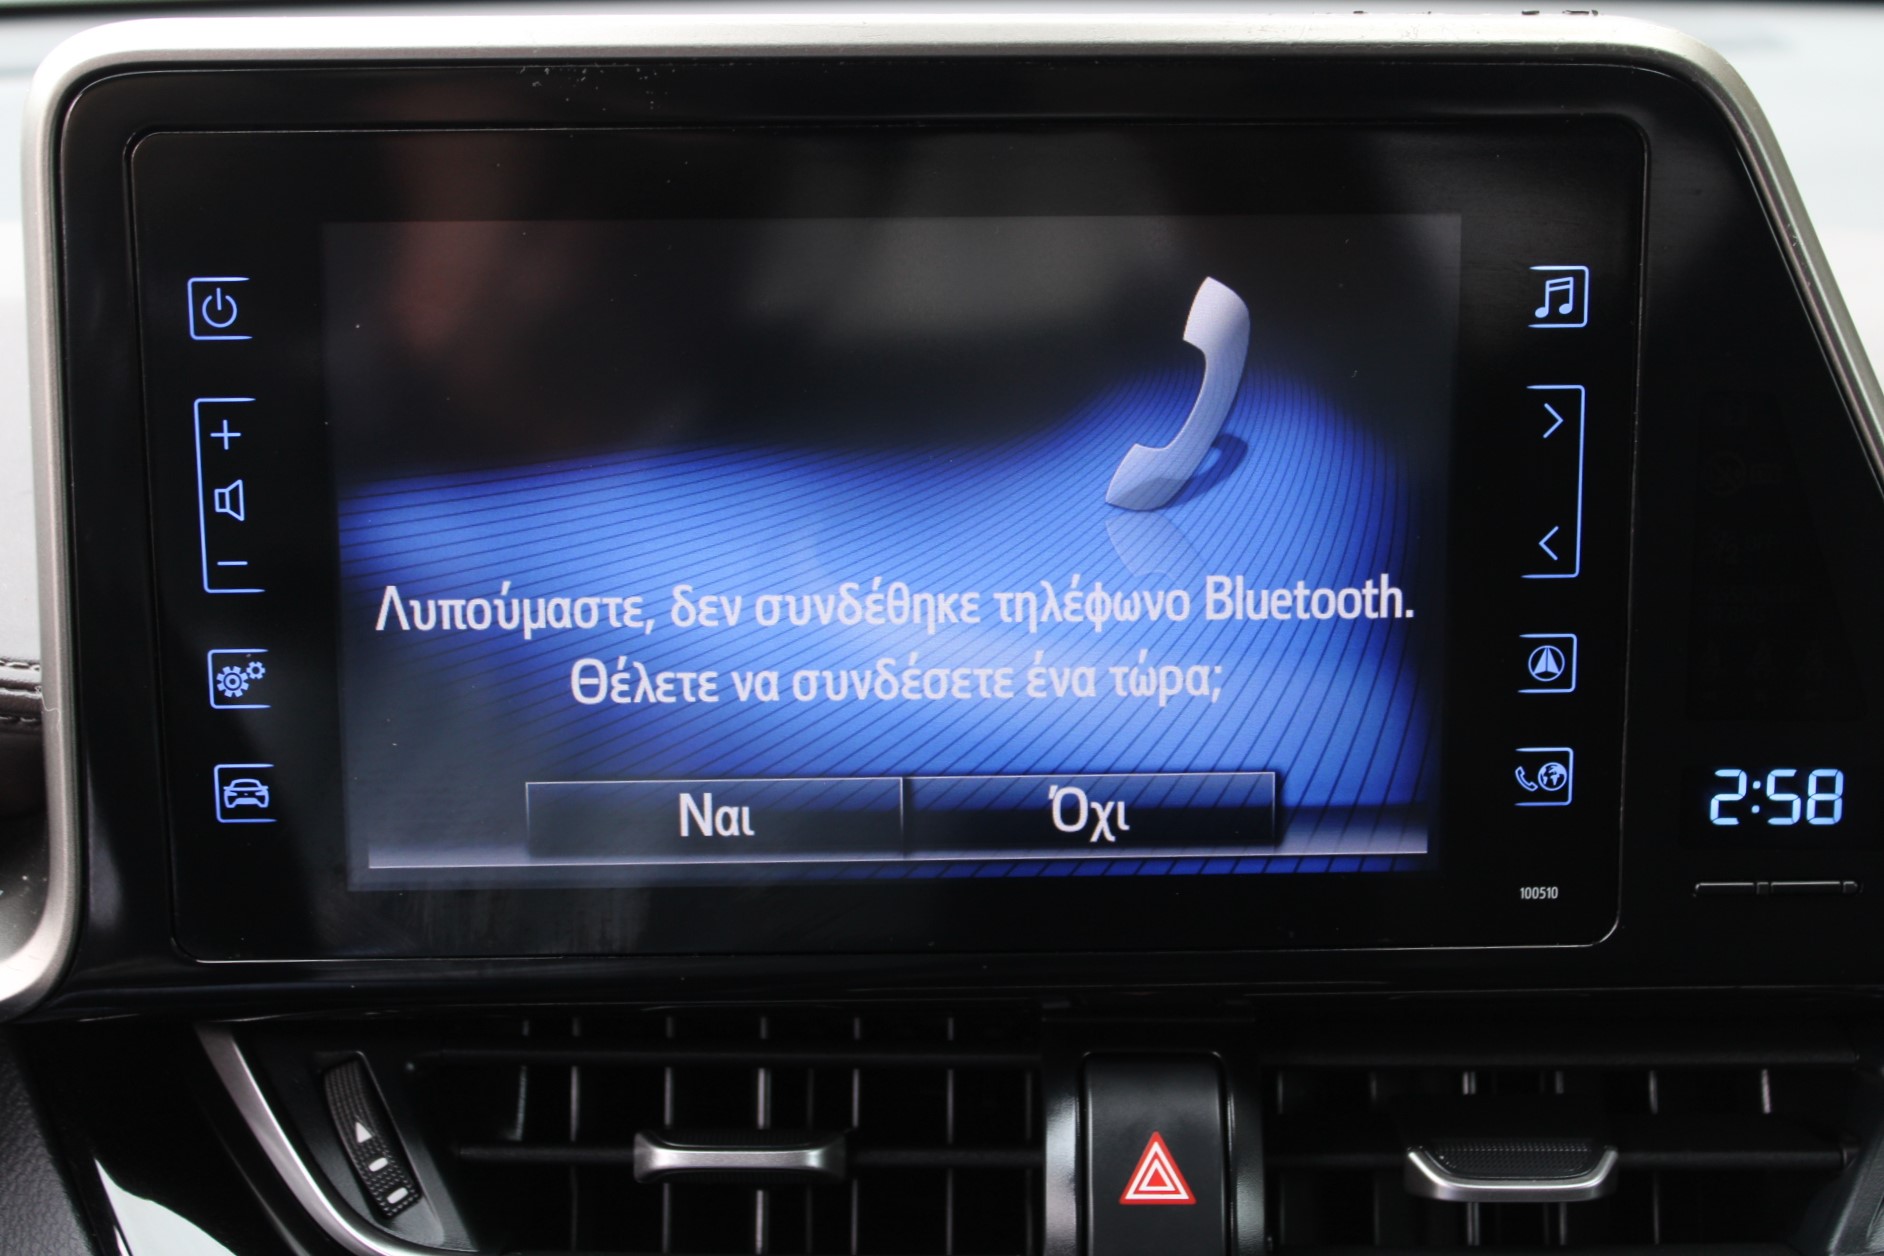 Λυπούμαστε, δεν συνδέθηκε τηλέφωνο Bluetooth.
Θέλετε να συνδέσετε ένα τώρα;
Ναι Όχι
2:58
100510